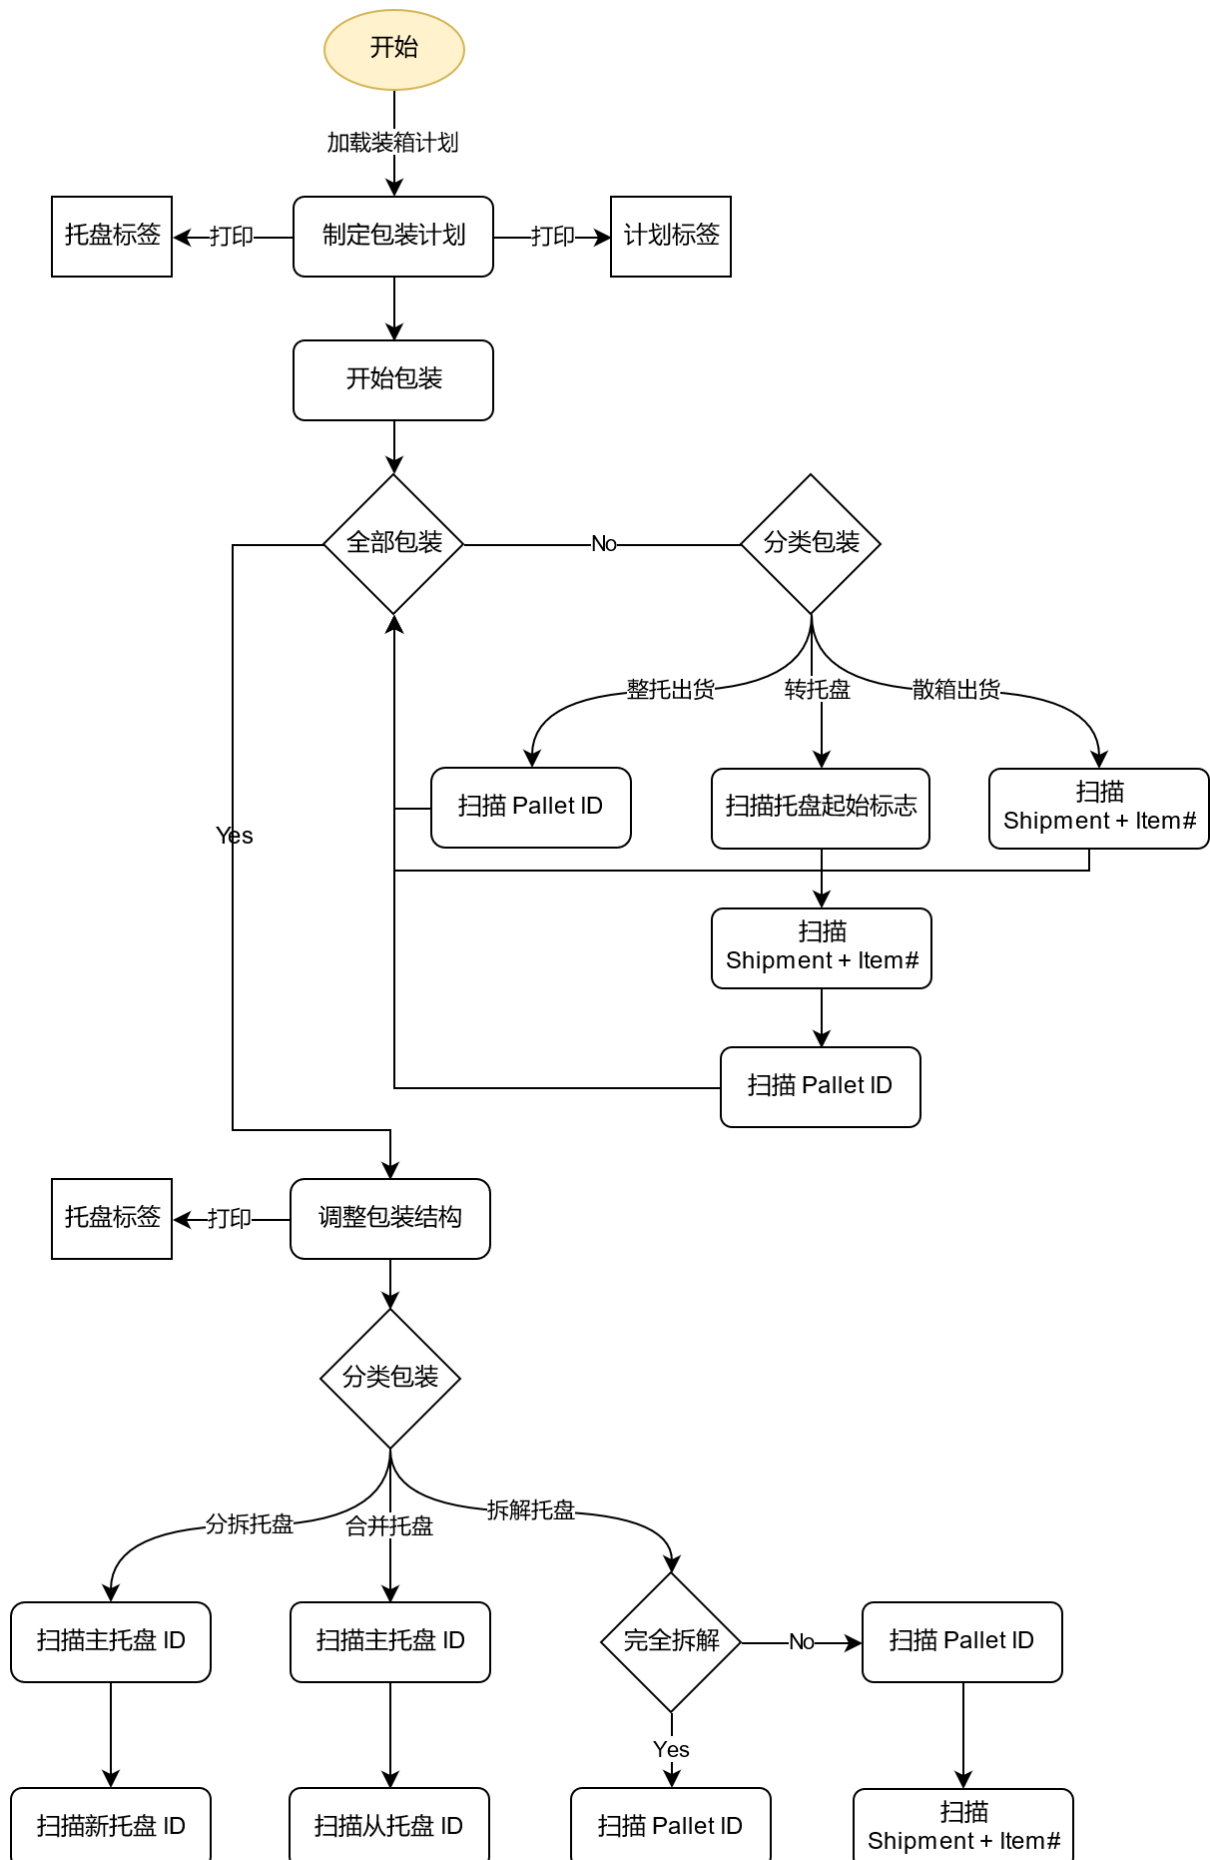 开始
加载装箱计划
托盘标签
打印
制定包装计划
打印
计划标签
开始包装
全部包装
No
分类包装
整托出货
转托盘
散箱出货
扫描 Pallet ID
扫描托盘起始标志
扫描
Shipment + Item#
Yes
扫描
Shipment + Item#
扫描 Pallet ID
托盘标签
打印
调整包装结构
分类包装
分拆托盘
合并托盘
拆解托盘
扫描主托盘 ID
扫描主托盘 ID
完全拆解
No
扫描 Pallet ID
Yes
扫描新托盘 ID
扫描从托盘 ID
扫描 Pallet ID
扫描
Shipment + Item#